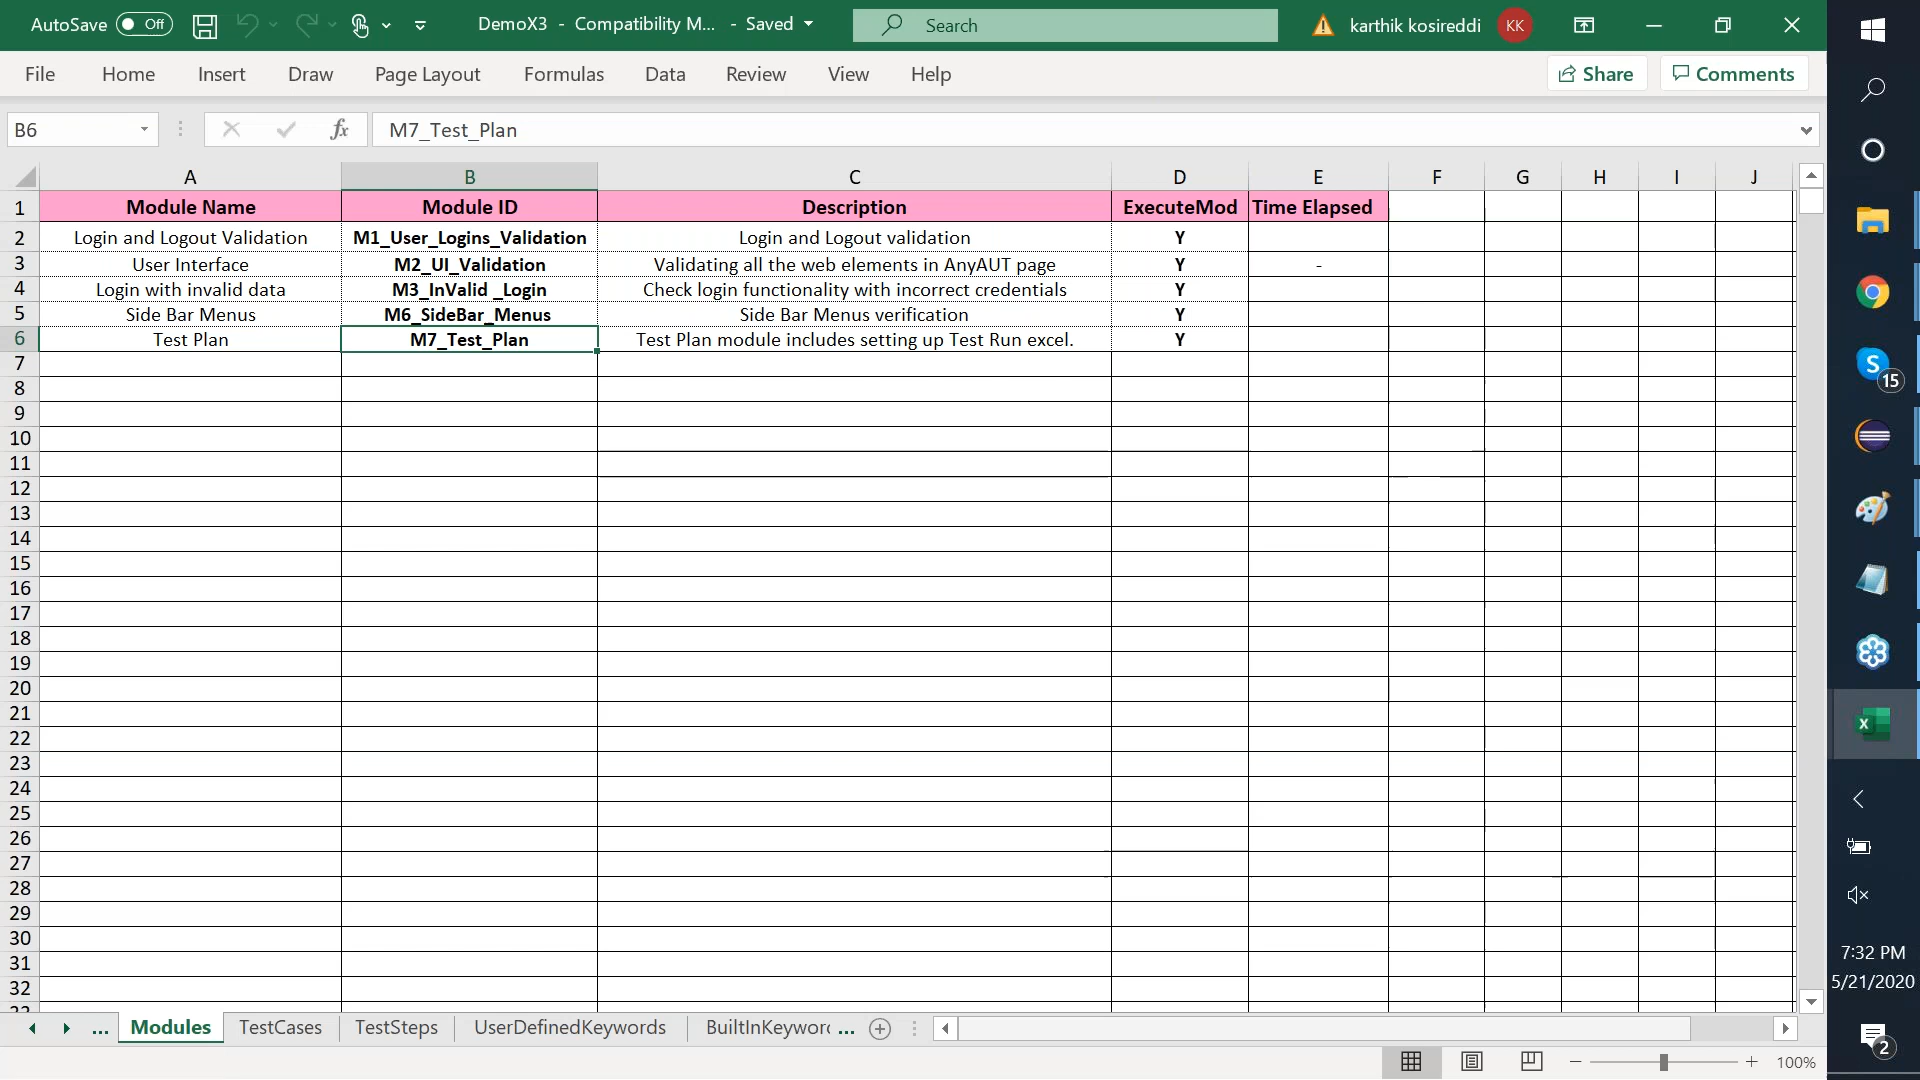 AutoSave Off DemoX3 - Compatibility M... - Saved Search karthik kosireddi KK
File Home Insert Draw Page Layout Formulas Data Review View Help Share Comments
B6 fx M7_Test_Plan
A B C D E F G H I J
1 Module Name Module ID Description ExecuteMod Time Elapsed
2 Login and Logout Validation M1_User_Logins_Validation Login and Logout validation Y
3 User Interface M2_UI_Validation Validating all the web elements in AnyAUT page Y -
4 Login with invalid data M3_InValid _Login Check login functionality with incorrect credentials Y
5 Side Bar Menus M6_SideBar_Menus Side Bar Menus verification Y
6 Test Plan M7_Test_Plan Test Plan module includes setting up Test Run excel. Y
7
8
9
10
11
12
13
14
15
16
17
18
19
20
21
22
23
24
25
26
27
28
29
30
31
32
... Modules TestCases TestSteps UserDefinedKeywords BuiltInKeywor ...
100%
S 15
X
7:32 PM
5/21/2020
2